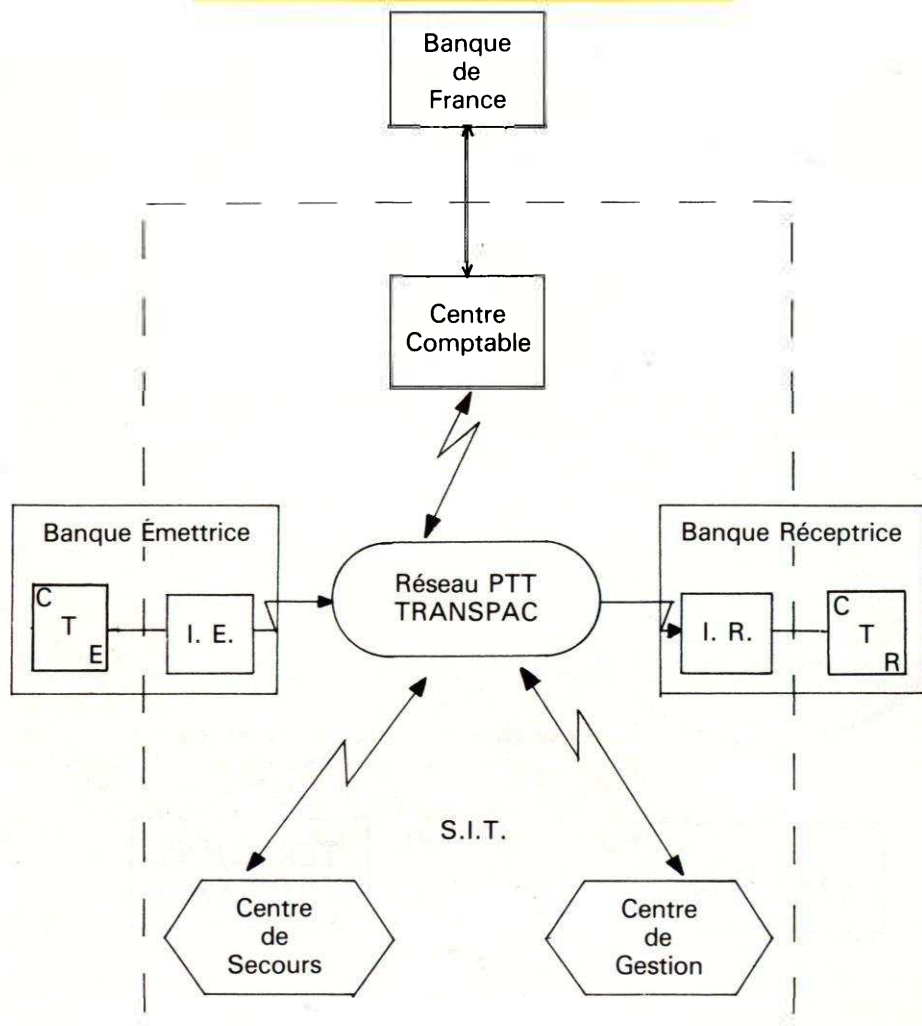 Banque
de
France
Centre
Comptable
Banque Émettrice
C
T
E
I. E.
Réseau PTT
TRANSPAC
Banque Réceptrice
I. R.
C
T
R
S.I.T.
Centre
de
Secours
Centre
de
Gestion